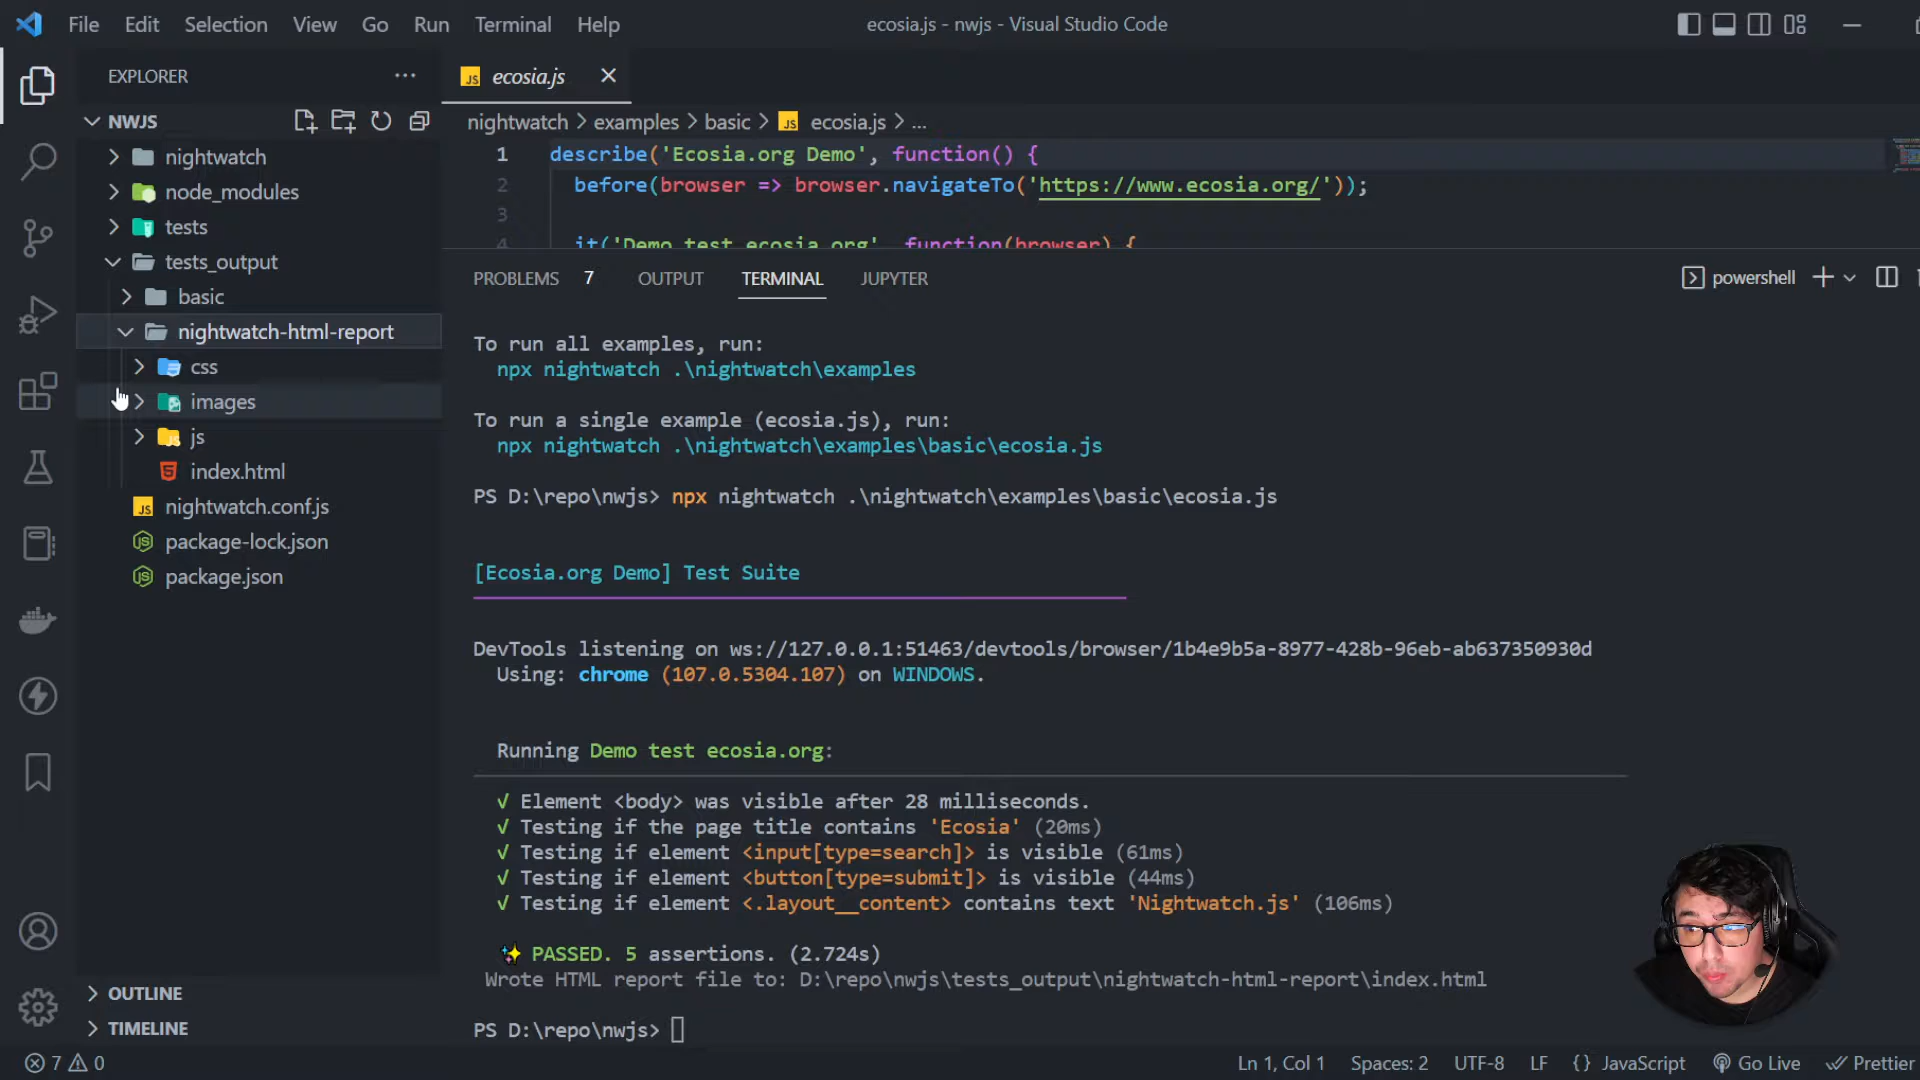 File Edit Selection View Go Run Terminal Help
ecosia.js - nwjs - Visual Studio Code
EXPLORER
NWJS
nightwatch
node_modules
tests
tests_output
basic
nightwatch-html-report
css
images
js
index.html
nightwatch.conf.js
package-lock.json
package.json
OUTLINE
TIMELINE
ecosia.js
nightwatch > examples > basic > ecosia.js > ...
1 describe('Ecosia.org Demo', function() {
2 before(browser => browser.navigateTo('https://www.ecosia.org/'));
3
4 it('Demo test ecosia.org', function(browser) {
PROBLEMS 7 OUTPUT TERMINAL JUPYTER
powershell
To run all examples, run:
npx nightwatch .\nightwatch\examples
To run a single example (ecosia.js), run:
npx nightwatch .\nightwatch\examples\basic\ecosia.js
PS D:\repo\nwjs> npx nightwatch .\nightwatch\examples\basic\ecosia.js
[Ecosia.org Demo] Test Suite
DevTools listening on ws://127.0.0.1:51463/devtools/browser/1b4e9b5a-8977-428b-96eb-ab637350930d
Using: chrome (107.0.5304.107) on WINDOWS.
Running Demo test ecosia.org:
√ Element <body> was visible after 28 milliseconds.
√ Testing if the page title contains 'Ecosia' (20ms)
√ Testing if element <input[type=search]> is visible (61ms)
√ Testing if element <button[type=submit]> is visible (44ms)
√ Testing if element <.layout__content> contains text 'Nightwatch.js' (106ms)
✨ PASSED. 5 assertions. (2.724s)
Wrote HTML report file to: D:\repo\nwjs\tests_output\nightwatch-html-report\index.html
PS D:\repo\nwjs>
7 0
Ln 1, Col 1 Spaces: 2 UTF-8 LF {} JavaScript Go Live Prettier